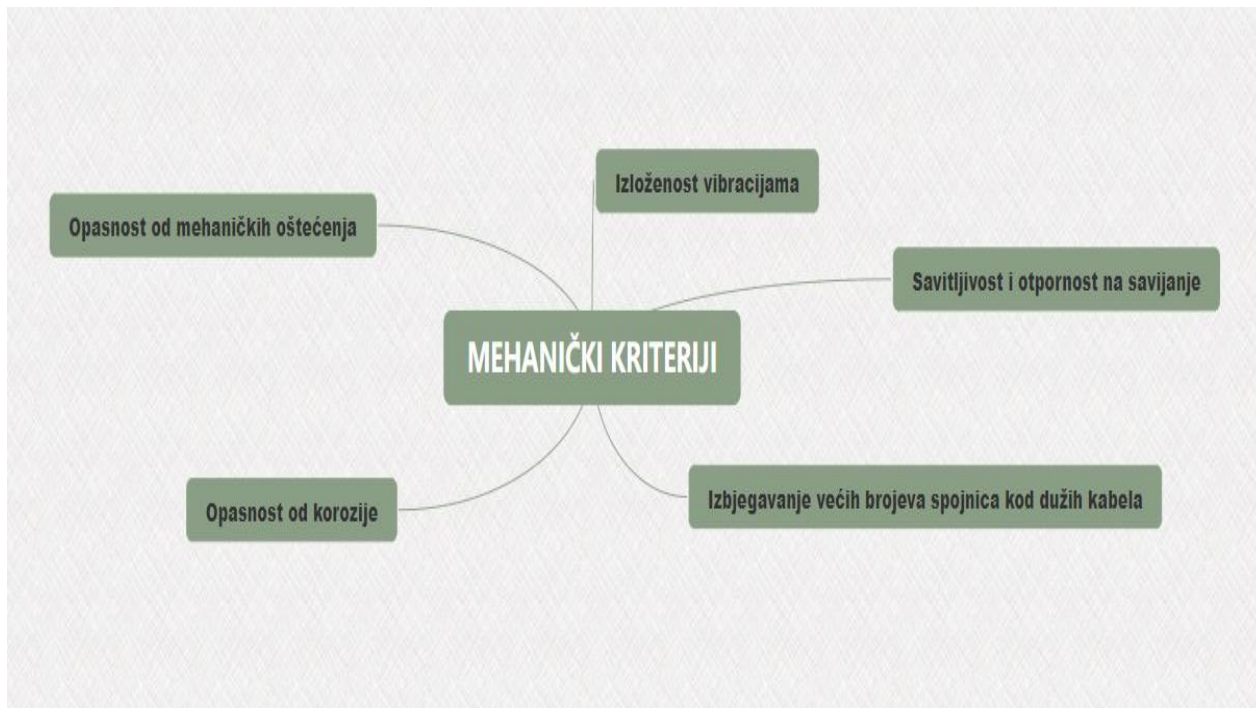 Izloženost vibracijama
Opasnost od mehaničkih oštećenja
Savitljivost i otpornost na savijanje
MEHANIČKI KRITERIJI
Opasnost od korozije
Izbjegavanje većih brojeva spojnica kod dužih kabela